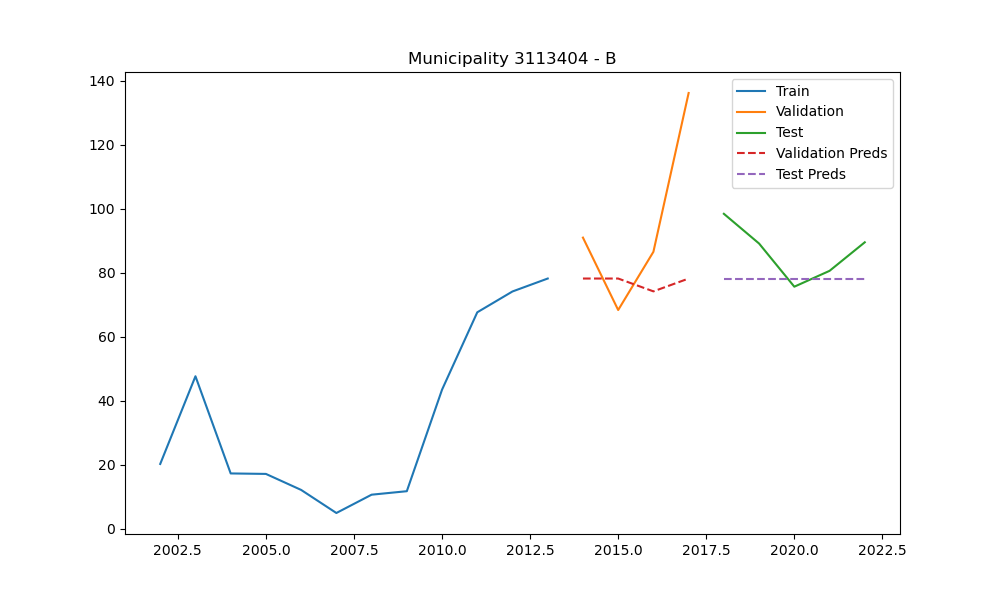 Municipality 3113404 - B
140
120
100
80
60
40
20
0
2002.5 2005.0 2007.5 2010.0 2012.5 2015.0 2017.5 2020.0 2022.5
Train
Validation
Test
Validation Preds
Test Preds